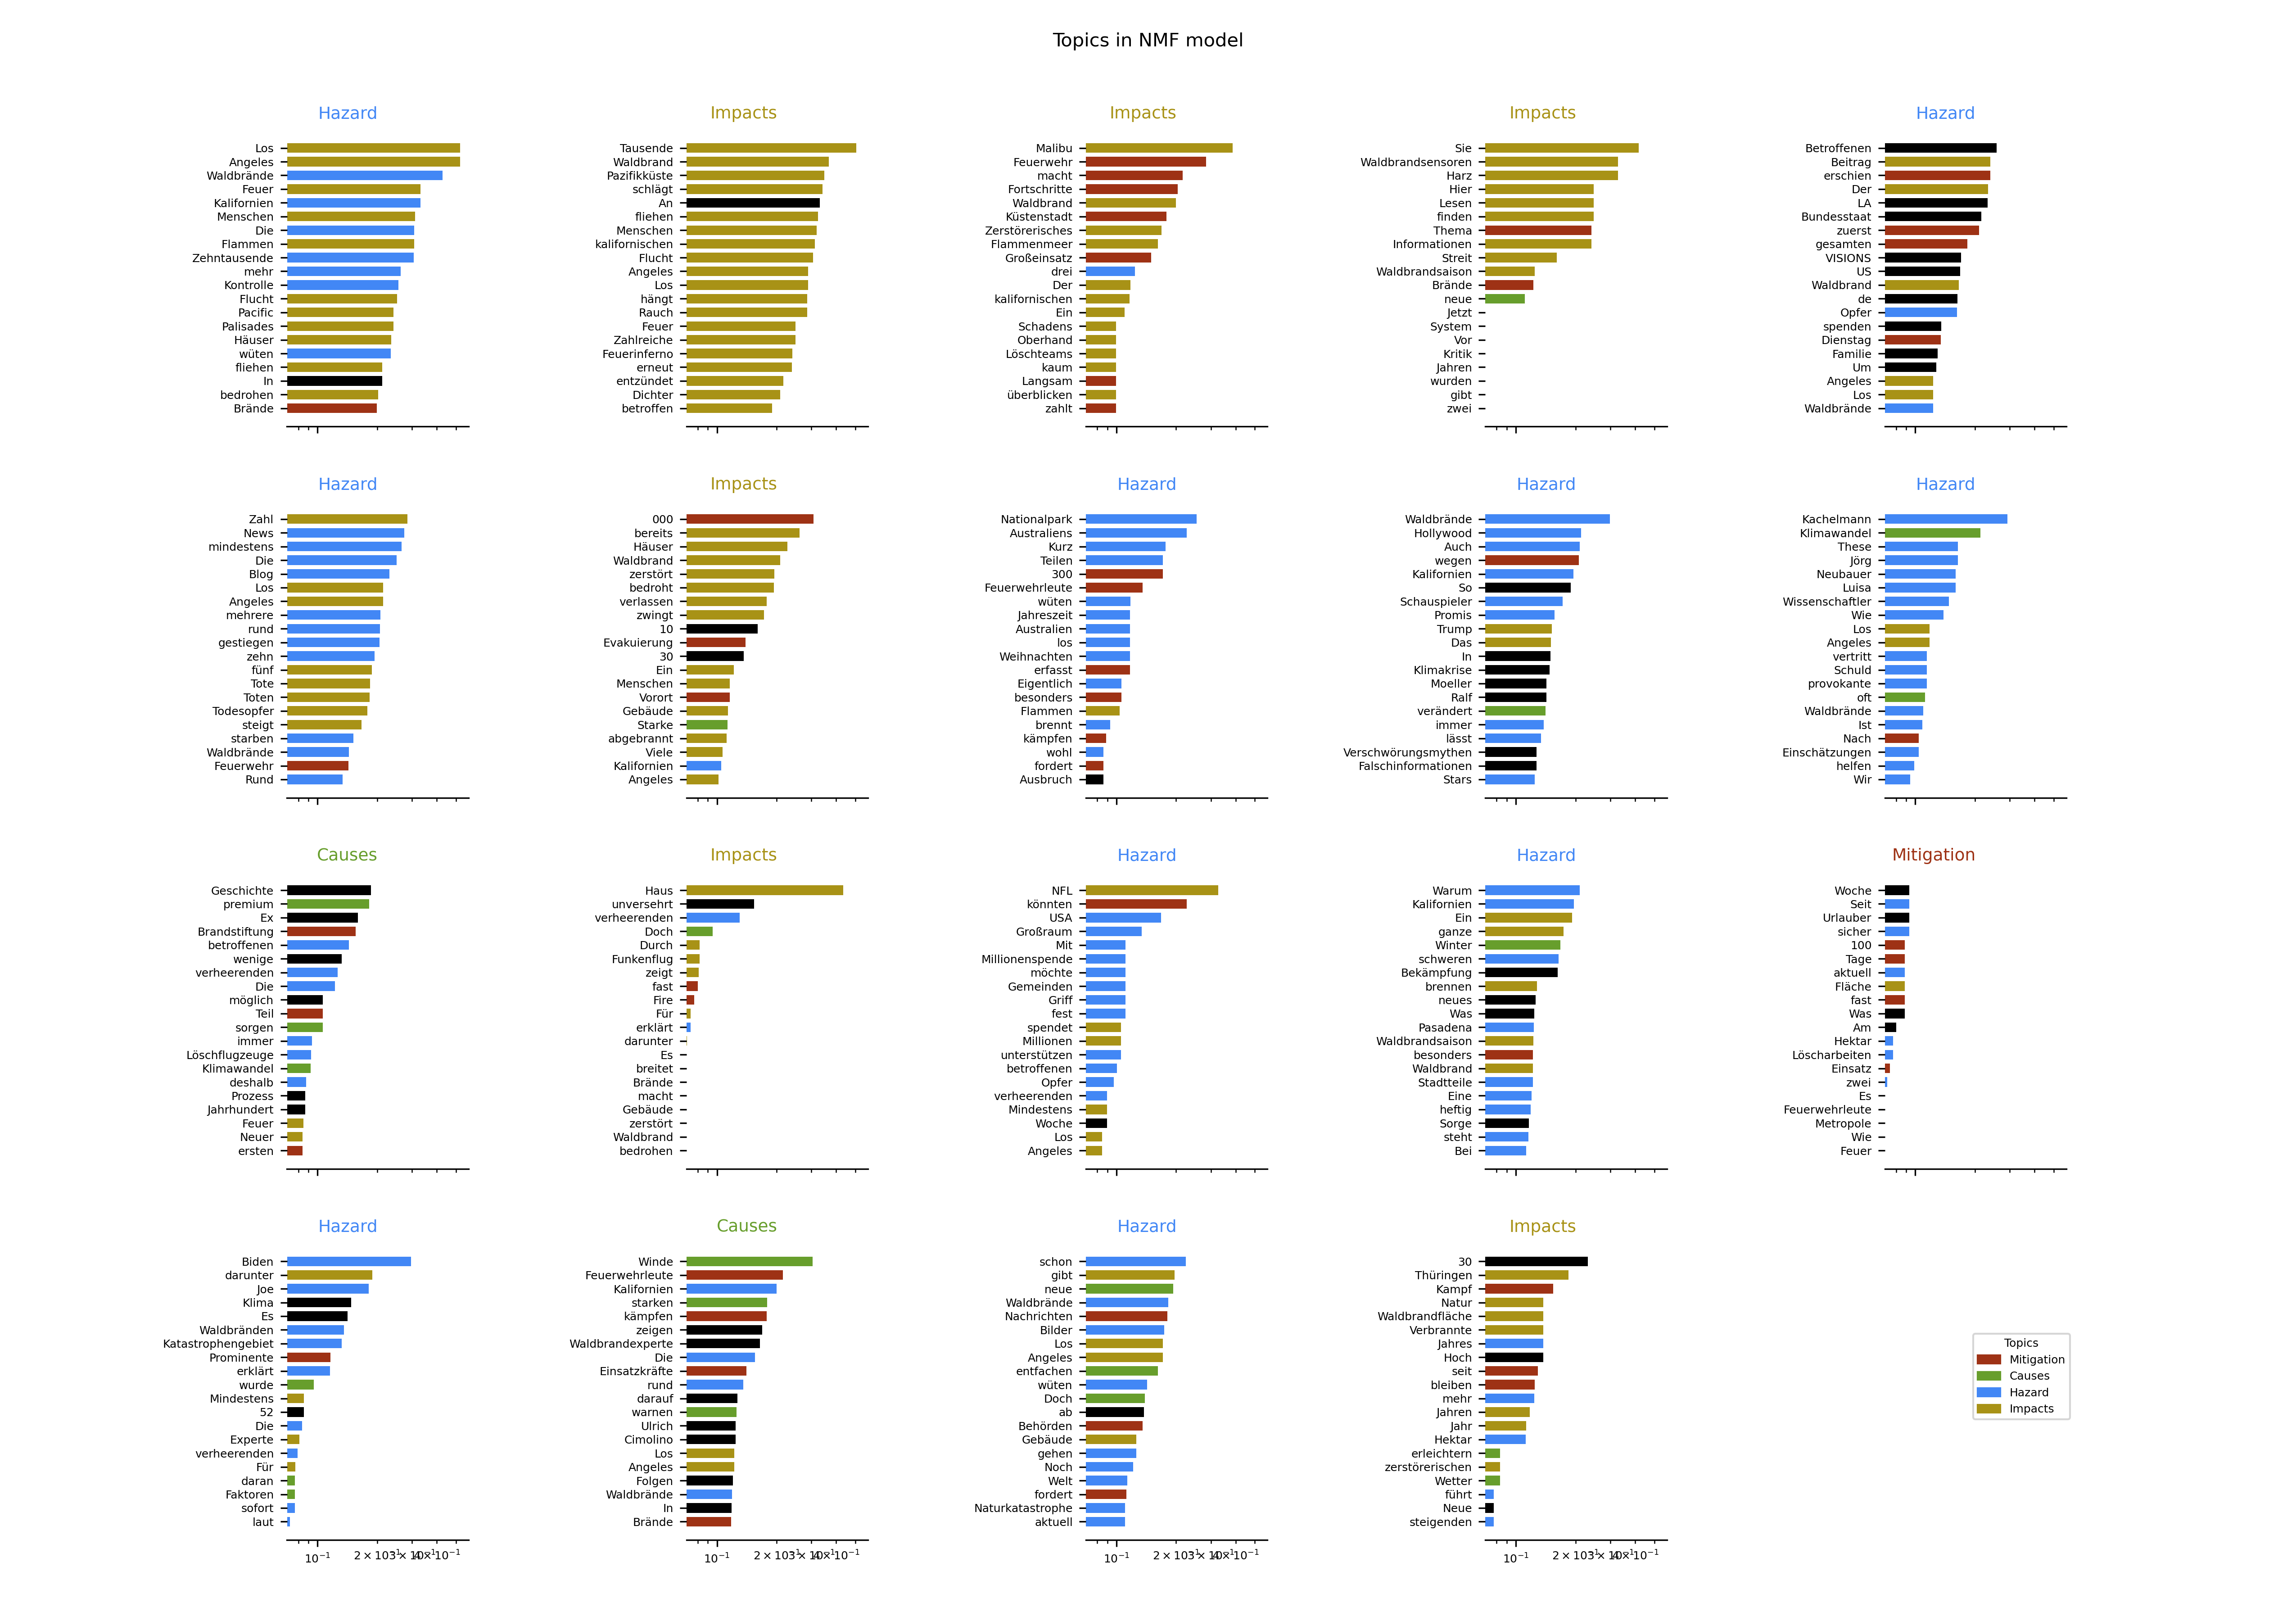 Topics in NMF model
Hazard
Los
Angeles
Waldbrände
Feuer
Kalifornien
Menschen
Die
Flammen
Zehntausende
mehr
Kontrolle
Flucht
Pacific
Palisades
Häuser
wüten
fliehen
In
bedrohen
Brände
Impacts
Tausende
Waldbrand
Pazifikküste
schlägt
An
fliehen
Menschen
kalifornischen
Flucht
Angeles
Los
hängt
Rauch
Feuer
Zahlreiche
Feuerinferno
erneut
entzündet
Dichter
betroffen
Impacts
Malibu
Feuerwehr
macht
Fortschritte
Waldbrand
Küstenstadt
Zerstörerisches
Flammenmeer
Großeinsatz
drei
Der
kalifornischen
Ein
Schadens
Oberhand
Löschteams
kaum
Langsam
überblicken
zahlt
Impacts
Sie
Waldbrandsensoren
Harz
Hier
Lesen
finden
Thema
Informationen
Streit
Waldbrandsaison
Brände
neue
Jetzt
System
Vor
Kritik
Jahren
wurden
gibt
zwei
Hazard
Betroffenen
Beitrag
erschien
Der
LA
Bundesstaat
zuerst
gesamten
VISIONS
US
Waldbrand
de
Opfer
spenden
Dienstag
Familie
Um
Angeles
Los
Waldbrände
Hazard
Zahl
News
mindestens
Die
Blog
Los
Angeles
mehrere
rund
gestiegen
zehn
fünf
Tote
Toten
Todesopfer
steigt
starben
Waldbrände
Feuerwehr
Rund
Impacts
000
bereits
Häuser
Waldbrand
zerstört
bedroht
verlassen
zwingt
10
Evakuierung
30
Ein
Menschen
Vorort
Gebäude
Starke
abgebrannt
Viele
Kalifornien
Angeles
Hazard
Nationalpark
Australiens
Kurz
Teilen
300
Feuerwehrleute
wüten
Jahreszeit
Australien
los
Weihnachten
erfasst
Eigentlich
besonders
Flammen
brennt
kämpfen
wohl
fordert
Ausbruch
Hazard
Waldbrände
Hollywood
Auch
wegen
Kalifornien
So
Schauspieler
Promis
Trump
Das
In
Klimakrise
Moeller
Ralf
verändert
immer
lässt
Verschwörungsmythen
Falschinformationen
Stars
Hazard
Kachelmann
Klimawandel
These
Jörg
Neubauer
Luisa
Wissenschaftler
Wie
Los
Angeles
vertritt
Schuld
provokante
oft
Waldbrände
Ist
Nach
Einschätzungen
helfen
Wir
Causes
Geschichte
premium
Ex
Brandstiftung
betroffenen
wenige
verheerenden
Die
möglich
Teil
sorgen
immer
Löschflugzeuge
Klimawandel
deshalb
Prozess
Jahrhundert
Feuer
Neuer
ersten
Impacts
Haus
unversehrt
verheerenden
Doch
Durch
Funkenflug
zeigt
fast
Fire
Für
erklärt
darunter
Es
breitet
Brände
macht
Gebäude
zerstört
Waldbrand
bedrohen
Hazard
NFL
könnten
USA
Großraum
Mit
Millionenspende
möchte
Gemeinden
Griff
fest
spendet
Millionen
unterstützen
betroffenen
Opfer
verheerenden
Mindestens
Woche
Los
Angeles
Hazard
Warum
Kalifornien
Ein
ganze
Winter
schweren
Bekämpfung
brennen
neues
Was
Pasadena
Waldbrandsaison
besonders
Waldbrand
Stadtteile
Eine
heftig
Sorge
steht
Bei
Mitigation
Woche
Seit
Urlauber
sicher
100
Tage
aktuell
Fläche
fast
Was
Am
Hektar
Löscharbeiten
Einsatz
zwei
Es
Feuerwehrleute
Metropole
Wie
Feuer
Hazard
Biden
darunter
Joe
Klima
Es
Waldbränden
Katastrophengebiet
Prominente
erklärt
wurde
Mindestens
52
Die
Experte
verheerenden
Für
daran
Faktoren
sofort
laut
10⁻¹
Causes
Winde
Feuerwehrleute
Kalifornien
starken
kämpfen
zeigen
Waldbrandexperte
Die
Einsatzkräfte
rund
darauf
warnen
Ulrich
Cimolino
Los
Angeles
Folgen
Waldbrände
In
Brände
10⁻¹
Hazard
schon
gibt
neue
Waldbrände
Nachrichten
Bilder
Los
Angeles
entfachen
wüten
Doch
ab
Behörden
Gebäude
gehen
Noch
Welt
fordert
Naturkatastrophe
aktuell
10⁻¹
Impacts
30
Thüringen
Kampf
Natur
Waldbrandfläche
Verbrannte
Jahres
Hoch
seit
bleiben
mehr
Jahren
Jahr
Hektar
erleichtern
zerstörerischen
Wetter
führt
Neue
steigenden
10⁻¹
Topics
Mitigation
Causes
Hazard
Impacts